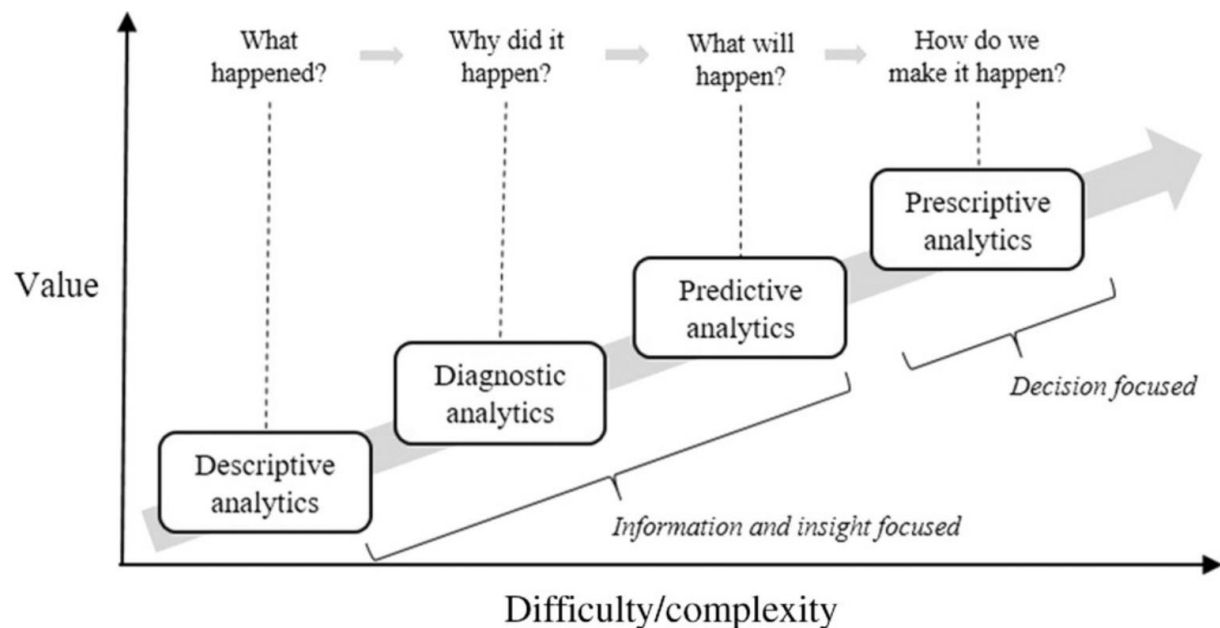 What
happened?
Why did it
happen?
What will
happen?
How do we
make it happen?
Prescriptive
analytics
Value
Predictive
analytics
Diagnostic
analytics
Decision focused
Descriptive
analytics
Information and insight focused
Difficulty/complexity